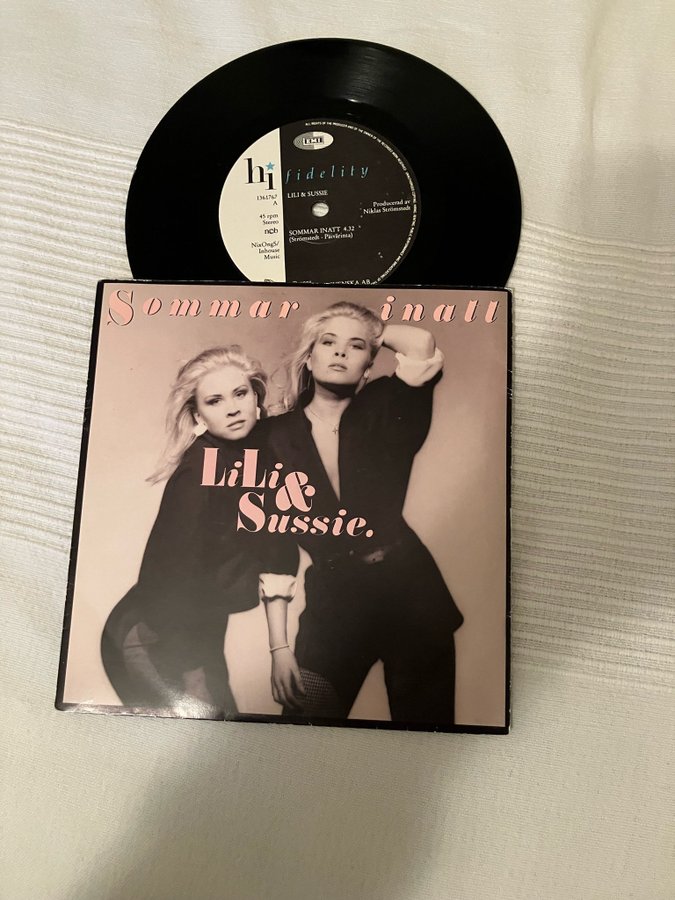 EMI
hi fidelity
1361767
A
LILI & SUSSIE
Producerad av
Niklas Strömstedt
45 rpm
Stereo
ncb
SOMMAR INATT 4.32
(Strömstedt - Päivärinta)
NixOngS/
Inhouse
Music
Sommar inatt
LiLi
&
Sussie.